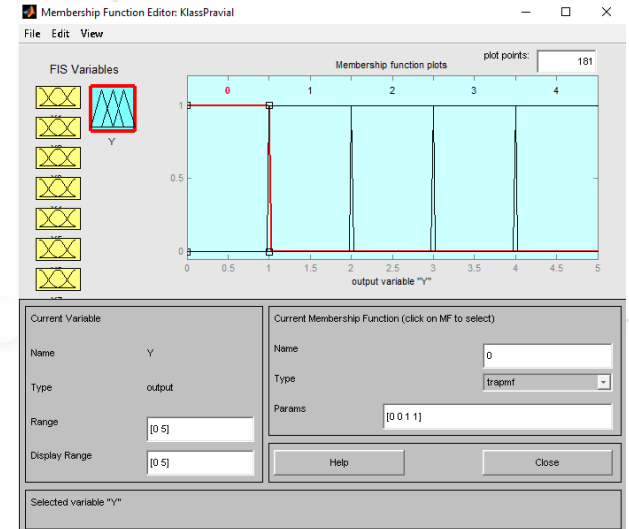 Membership Function Editor: KlassPravial
File Edit View
FIS Variables
Y
Membership function plots
plot points:
181
0 1 2 3 4
1
0.5
0
0 0.5 1 1.5 2 2.5 3 3.5 4 4.5 5
output variable "Y"
Current Variable
Name Y
Type output
Range [0 5]
Display Range [0 5]
Current Membership Function (click on MF to select)
Name 0
Type trapmf
Params [0 0 1 1]
Help Close
Selected variable "Y"